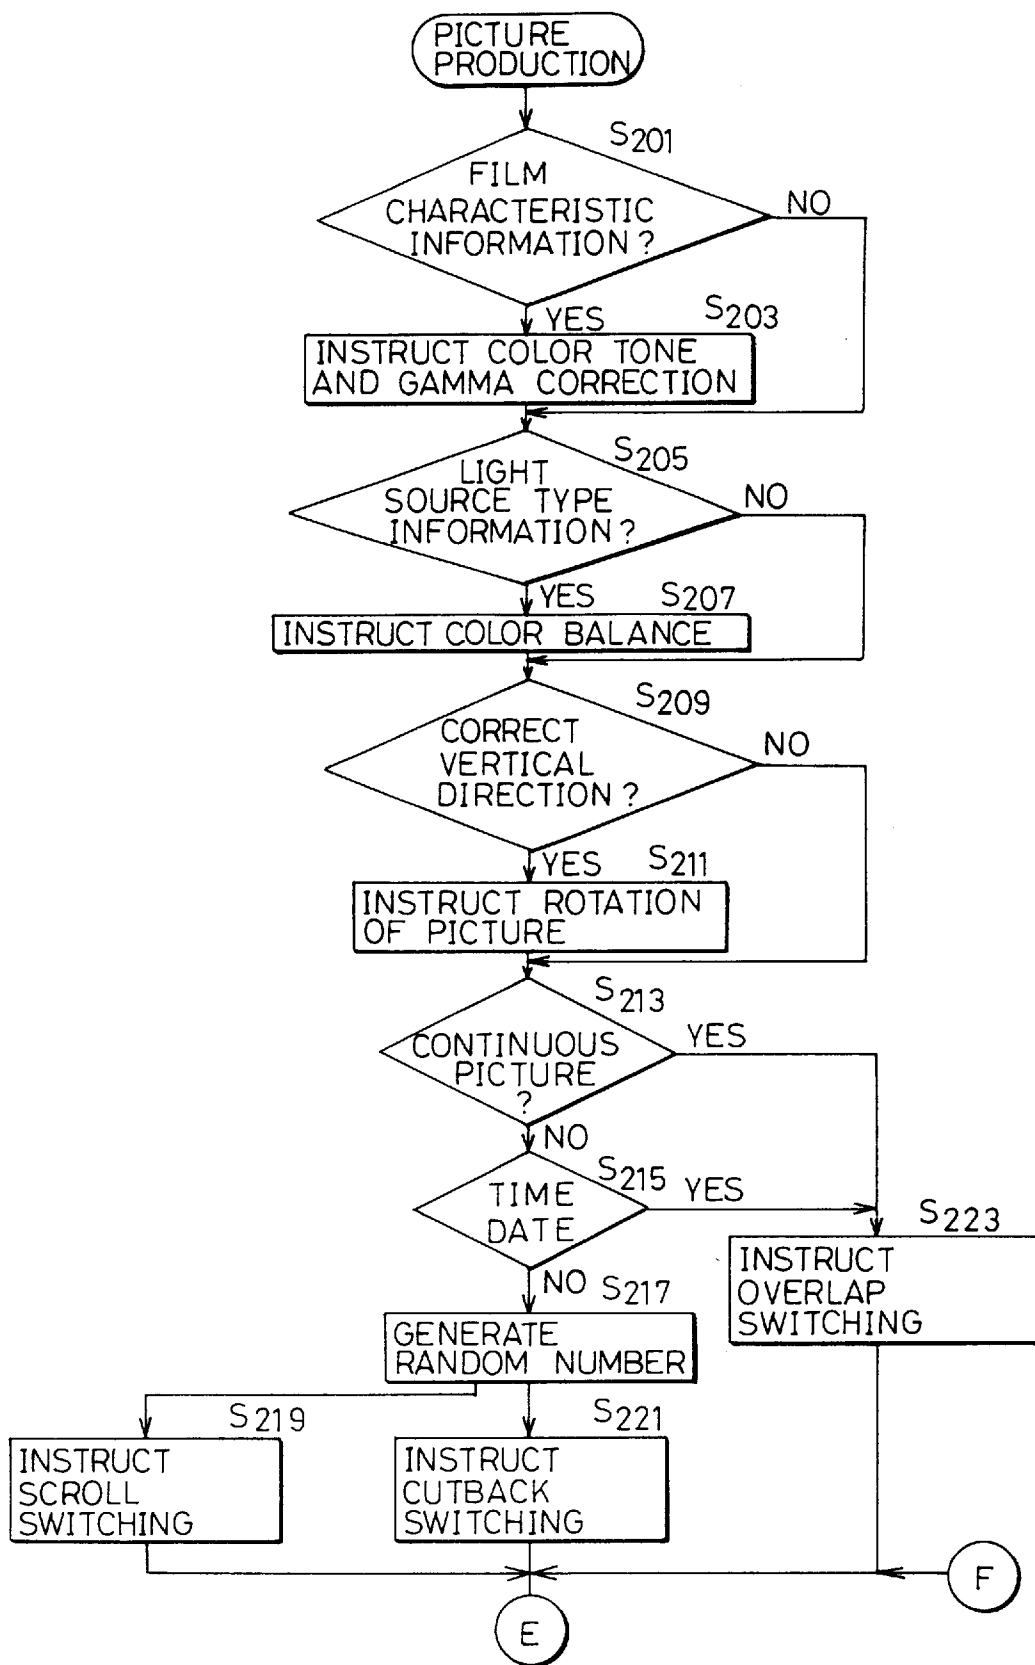 PICTURE
PRODUCTION
S201
FILM
CHARACTERISTIC
INFORMATION ?
NO
YES
S203
INSTRUCT COLOR TONE
AND GAMMA CORRECTION
S205
LIGHT
SOURCE TYPE
INFORMATION ?
NO
YES
S207
INSTRUCT COLOR BALANCE
S209
CORRECT
VERTICAL
DIRECTION ?
NO
YES
S211
INSTRUCT ROTATION
OF PICTURE
S213
CONTINUOUS
PICTURE
?
YES
NO
S215
TIME
DATE
YES
NO
S217
GENERATE
RANDOM NUMBER
S223
INSTRUCT
OVERLAP
SWITCHING
S219
INSTRUCT
SCROLL
SWITCHING
S221
INSTRUCT
CUTBACK
SWITCHING
F
E